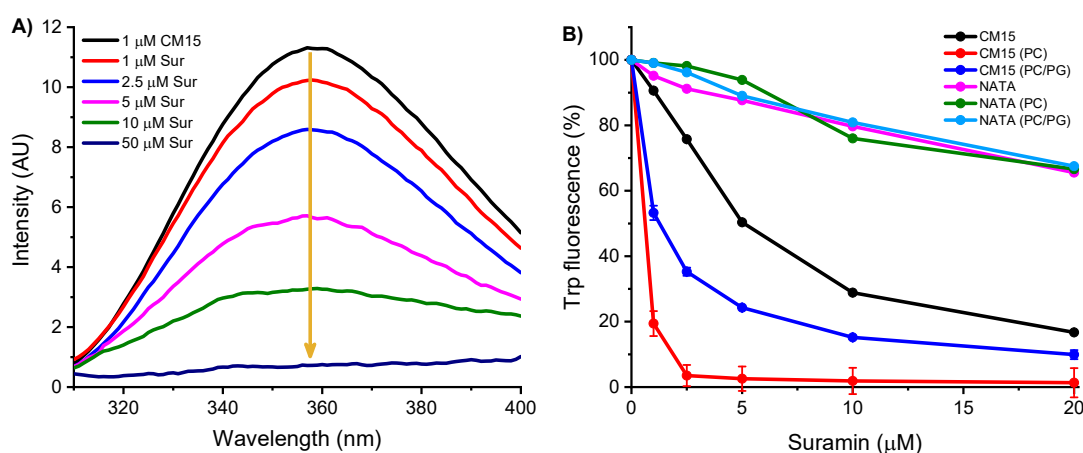 A)
12
10
8
6
4
2
0
Intensity (AU)
1 μM CM15
1 μM Sur
2.5 μM Sur
5 μM Sur
10 μM Sur
50 μM Sur
320 340 360 380 400
Wavelength (nm)
B)
100
80
60
40
20
0
Trp fluorescence (%)
CM15
CM15 (PC)
CM15 (PC/PG)
NATA
NATA (PC)
NATA (PC/PG)
0 5 10 15 20
Suramin (μM)